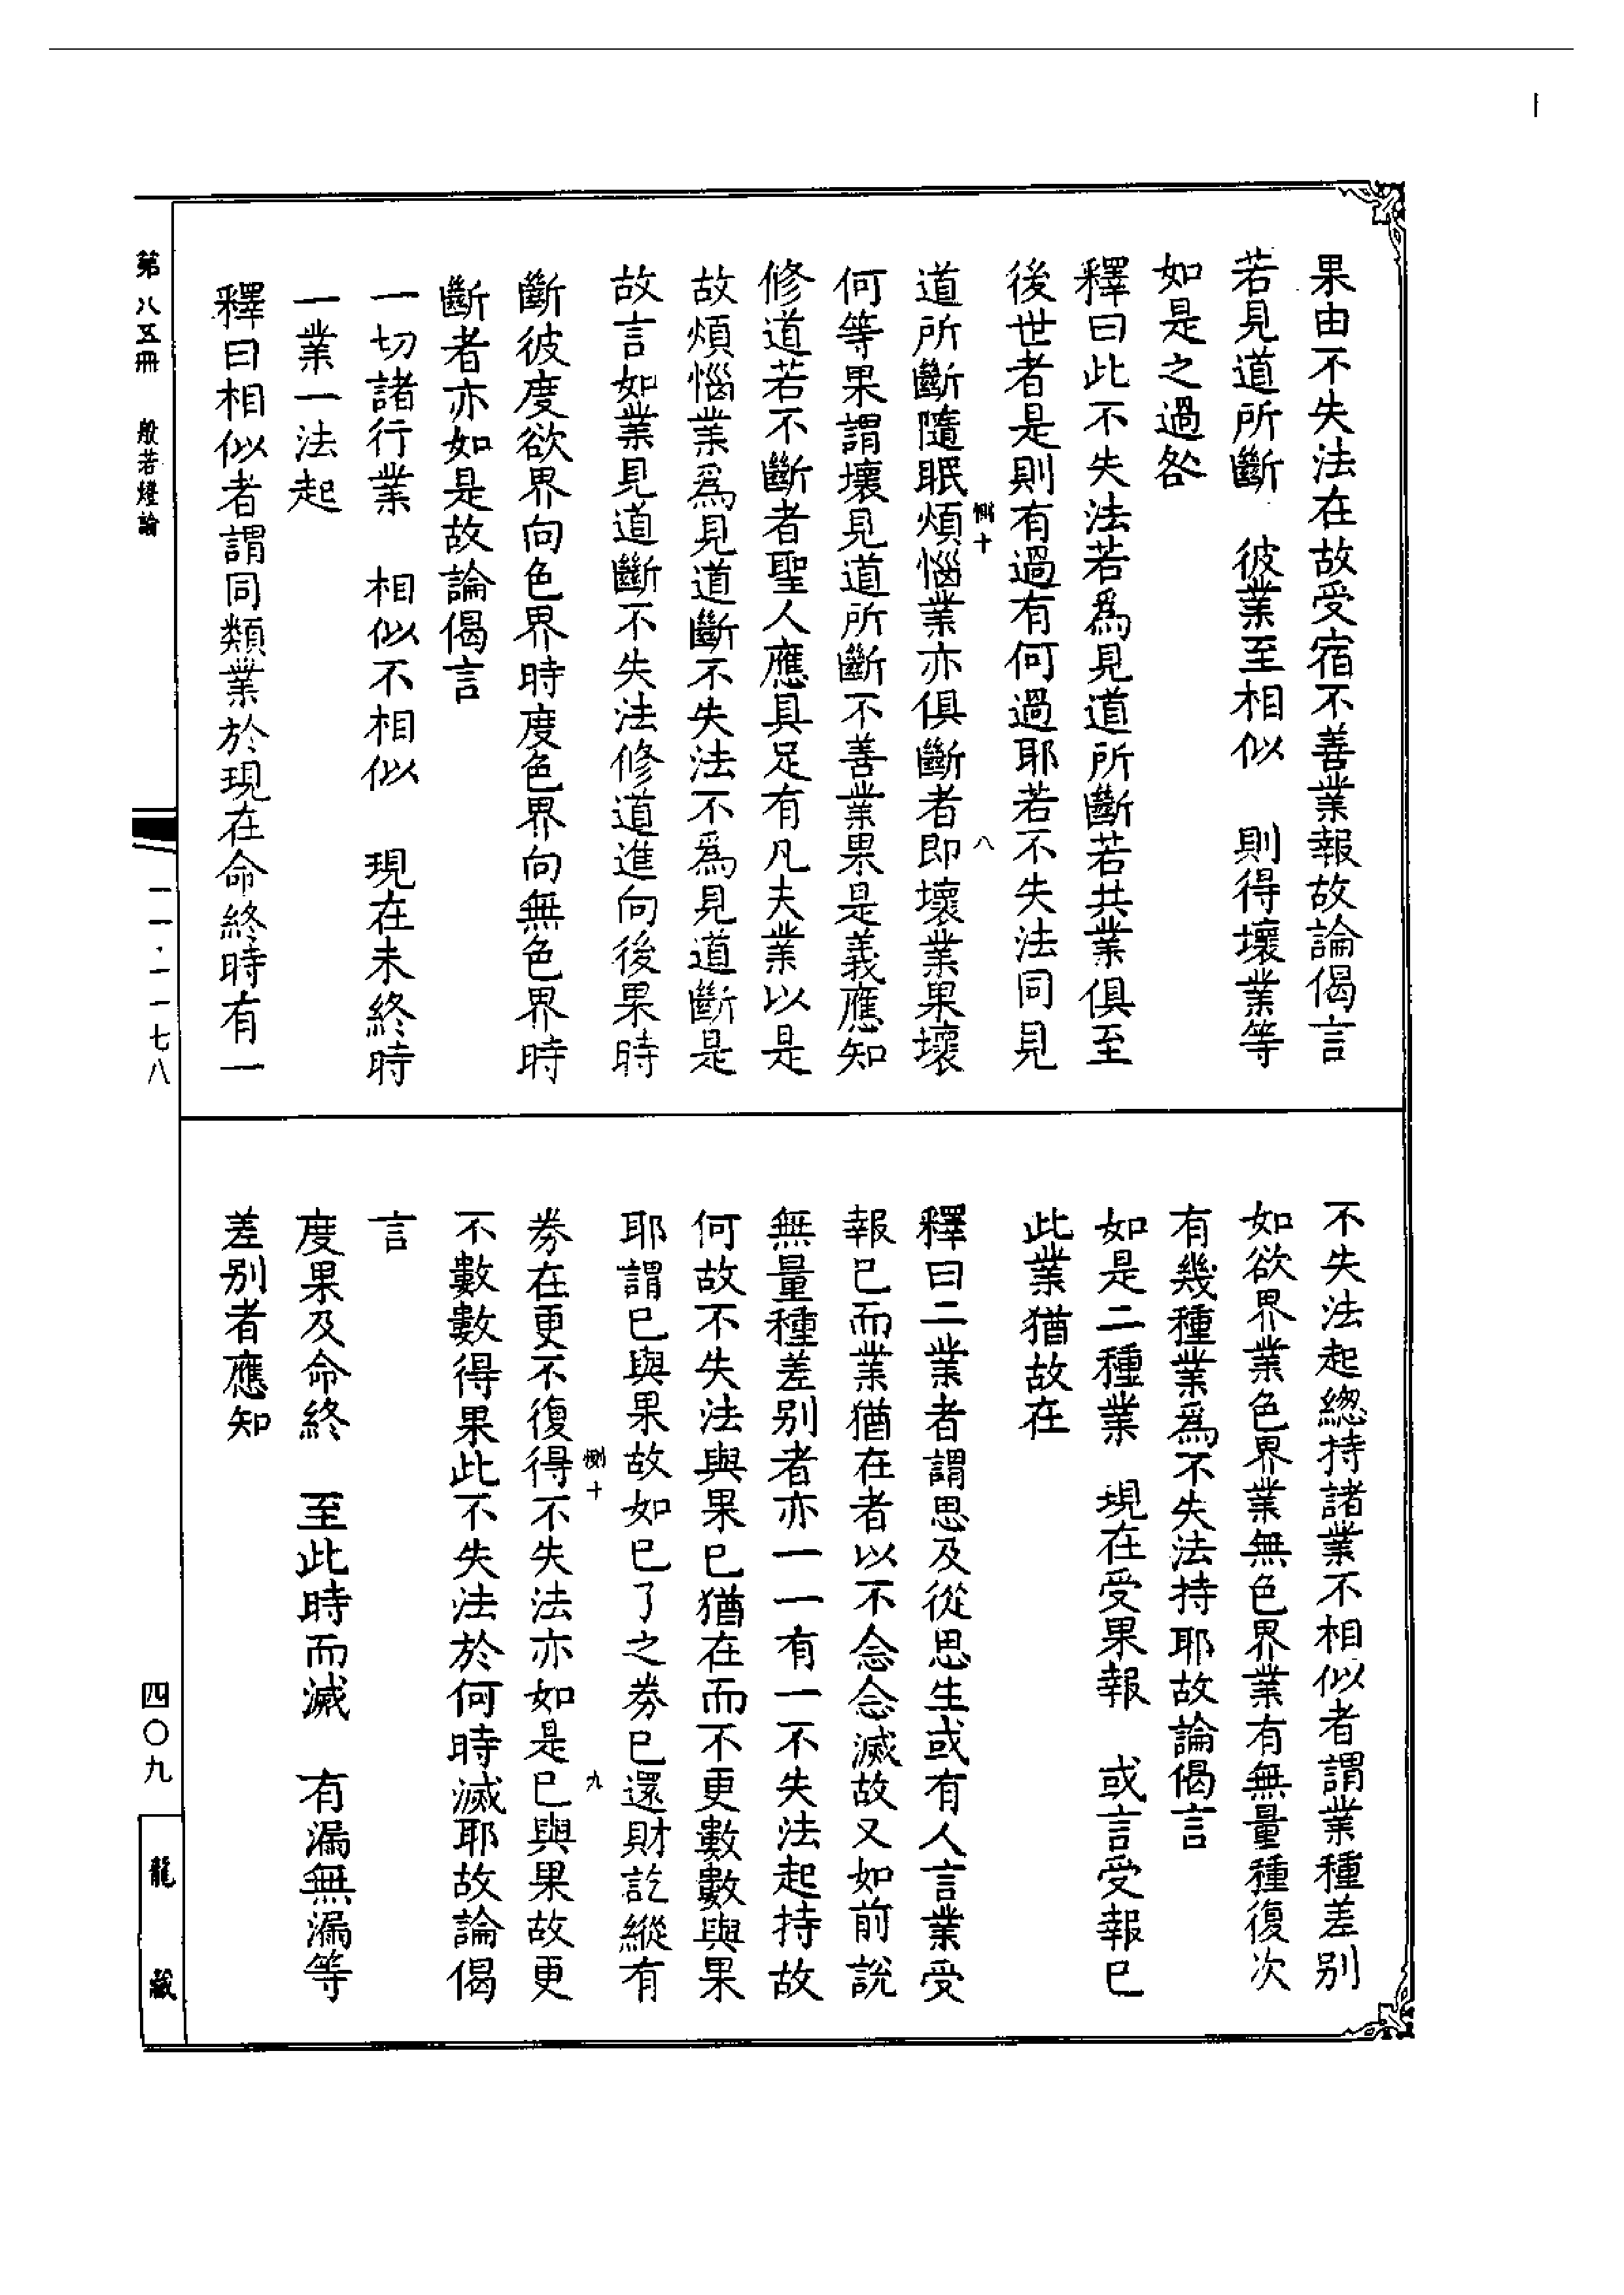 果由不失法在故受宿不善業報故論偈言
若見道所斷　彼業至相似　則得壞業等
如是之過咎
釋曰此不失法若為見道所斷若共業俱至
後世者是則有過有何過耶若不失法同見
道所斷隨眠煩惱業亦俱斷者即壞業果壞
何等果謂壞見道所斷不善業果是義應知
修道若不斷者聖人應具足有凡夫業以是
故煩惱業為見道斷不失法不為見道斷是
故言如業見道斷不失法修道進向後果時
斷彼度欲界向色界時度色界向無色界時
斷者亦如是故論偈言
一切諸行業　相似不相似　現在未終時
一業一法起
釋曰相似者謂同類業於現在命終時有一
不失法起總持諸業不相似者謂業種差別
如欲界業色界業無色界業有無量種復次
有幾種業為不失法持耶故論偈言
如是二種業　現在受果報　或言受報已
此業猶故在
釋曰二業者謂思及從思生或有人言業受
報已而業猶在者以不念念滅故又如前說
無量種差別者亦一一有一不失法起持故
何故不失法與果已猶在而不更數數與果
耶謂已與果故如已了之券已還財訖縱有
券在更不復得不失法亦如是已與果故更
不數數得果此不失法於何時滅耶故論偈
言
度果及命終　至此時而滅　有漏無漏等
差別者應知
第八五冊　般若燈論
一一·一一七八
四〇九
龍藏